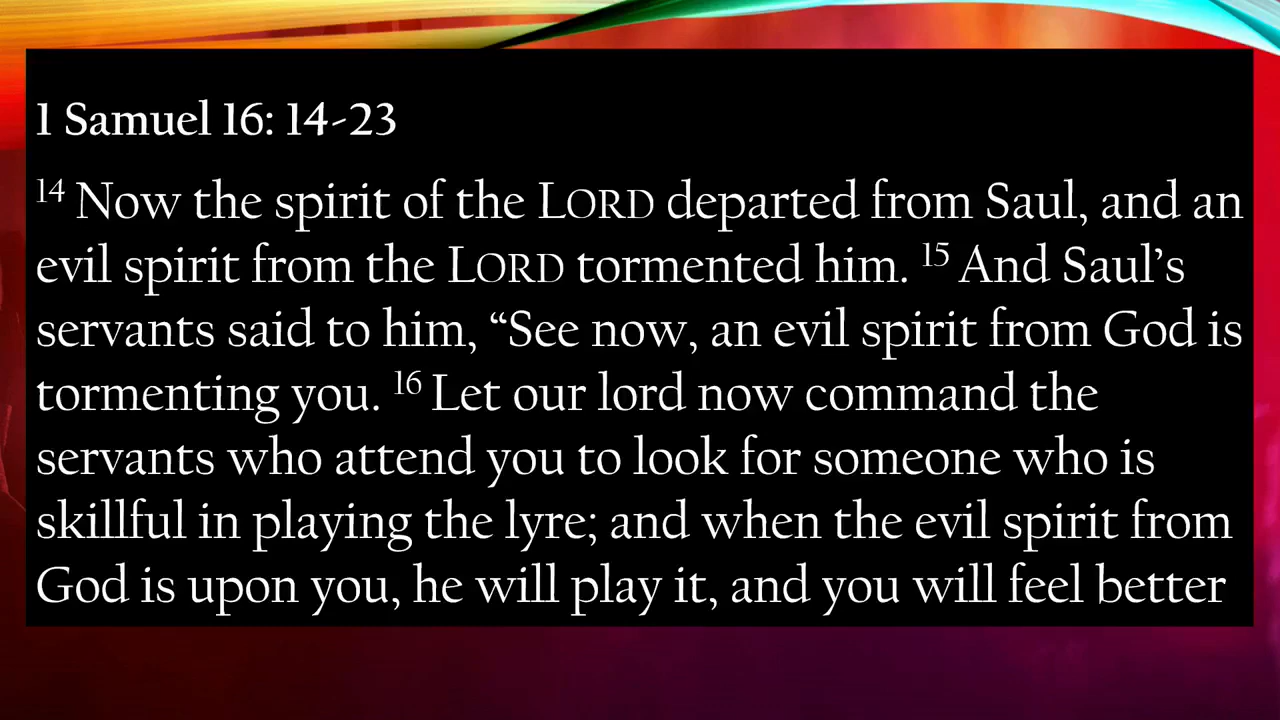 1 Samuel 16: 14-23
14 Now the spirit of the LORD departed from Saul, and an
evil spirit from the LORD tormented him. 15 And Saul’s
servants said to him, “See now, an evil spirit from God is
tormenting you. 16 Let our lord now command the
servants who attend you to look for someone who is
skillful in playing the lyre; and when the evil spirit from
God is upon you, he will play it, and you will feel better